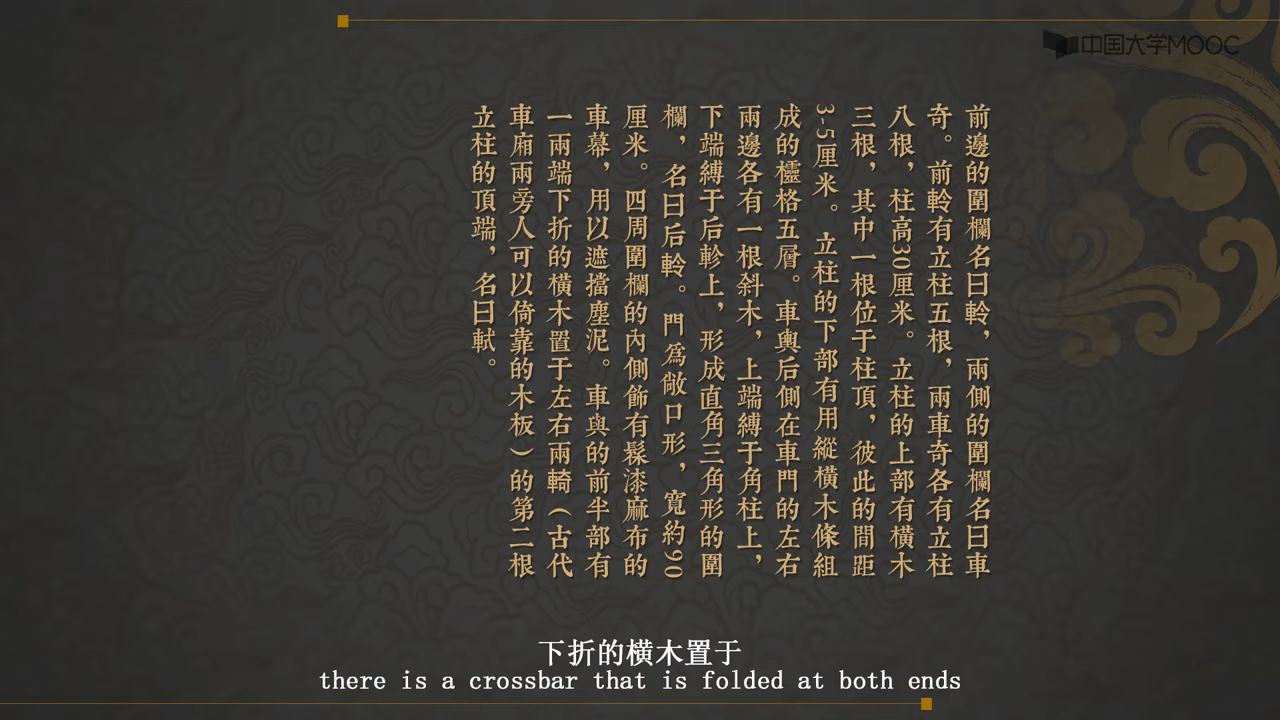 中国大学MOOC
前邊的圍欄名曰軨，兩側的圍欄名曰車
奇。前軨有立柱五根，兩車奇各有立柱
八根，柱高30厘米。立柱的上部有橫木
三根，其中一根位于柱頂，彼此的間距
3-5厘米。立柱的下部有用縱橫木條組
成的欞格五層。車輿后側在車門的左右
兩邊各有一根斜木，上端縛于角柱上，
下端縛于后軫上，形成直角三角形的圍
欄，名曰后軨。門爲敞口形，寬約90
厘米。四周圍欄的內側飾有髹漆麻布的
車幕，用以遮擋塵泥。車與的前半部有
一兩端下折的橫木置于左右兩輢（古代
車廂兩旁人可以倚靠的木板）的第二根
立柱的頂端，名曰軾。
下折的横木置于
there is a crossbar that is folded at both ends